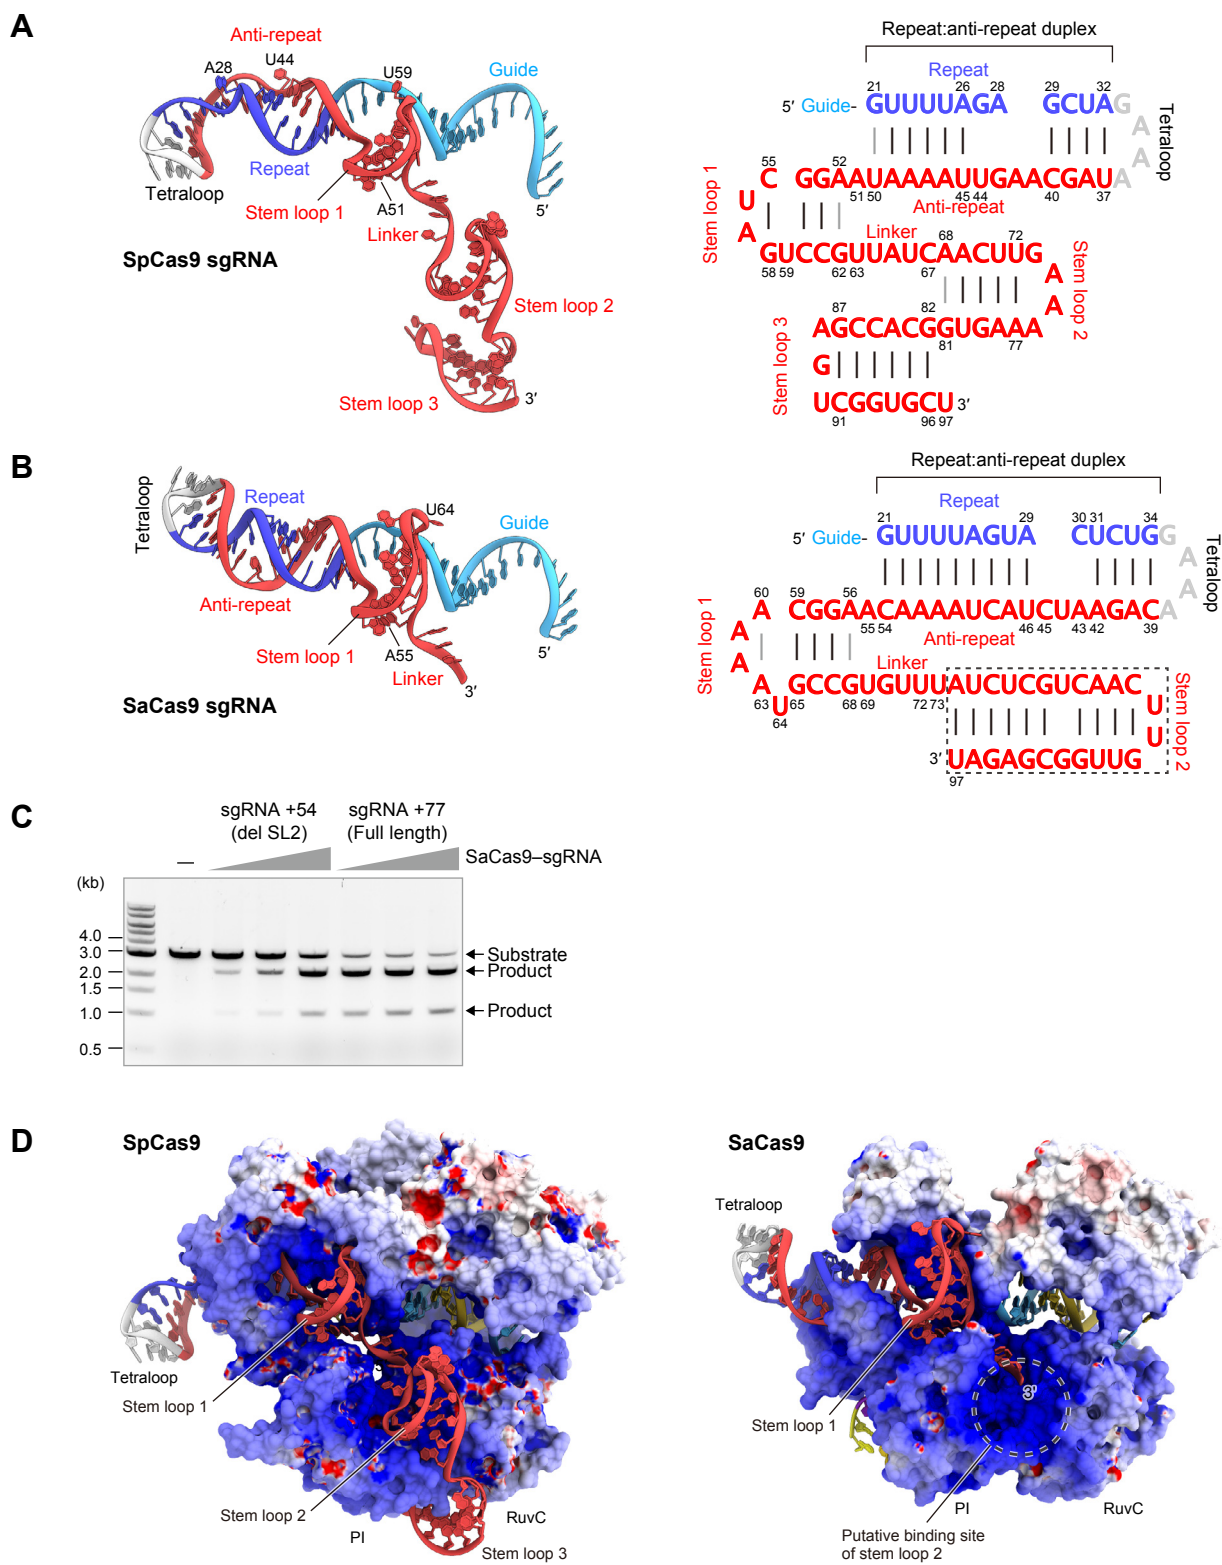 A
Anti-repeat
A28
U44
U59
Guide
Repeat
Tetraloop
Stem loop 1
A51
Linker
5′
SpCas9 sgRNA
Stem loop 2
Stem loop 3
3′
Repeat:anti-repeat duplex
Repeat
21 26 28 29 32
5′ Guide- GUUUUAGA GCUAG
A
A
Tetraloop
55 52
C GGAAUAAAAUUGAACGAUA
51 50 45 44 40 37
Stem loop 1
U
A
Anti-repeat
Linker
68 72
GUCCGUUAUCAACUUG
58 59 62 63 67
A
A
Stem loop 2
87 82
AGCCACGGUGAAA
81 77
Stem loop 3
G
UCGGUGCU 3′
91 96 97
B
Tetraloop
Repeat
U64
Guide
Anti-repeat
Stem loop 1
A55
Linker
5′
3′
SaCas9 sgRNA
Repeat:anti-repeat duplex
Repeat
21 29 30 31 34
5′ Guide- GUUUUAGUA CUCUGG
A
A
Tetraloop
60 59 56
A CGGAACAAAAUCAUCUAAGACA
55 54 46 45 43 42 39
Stem loop 1
A
A
Anti-repeat
Linker
A GCCGUGUUUAUCUCGUCAAC
63 U 65 68 69 72 73
64
U
U
Stem loop 2
3′ UAGAGCGGUUG
97
C
sgRNA +54
(del SL2)
sgRNA +77
(Full length)
— SaCas9–sgRNA
(kb)
4.0
3.0
2.0
1.5
1.0
0.5
Substrate
Product
Product
D
SpCas9
Tetraloop
Stem loop 1
Stem loop 2
PI
RuvC
Stem loop 3
SaCas9
Tetraloop
Stem loop 1
3′
PI
RuvC
Putative binding site
of stem loop 2